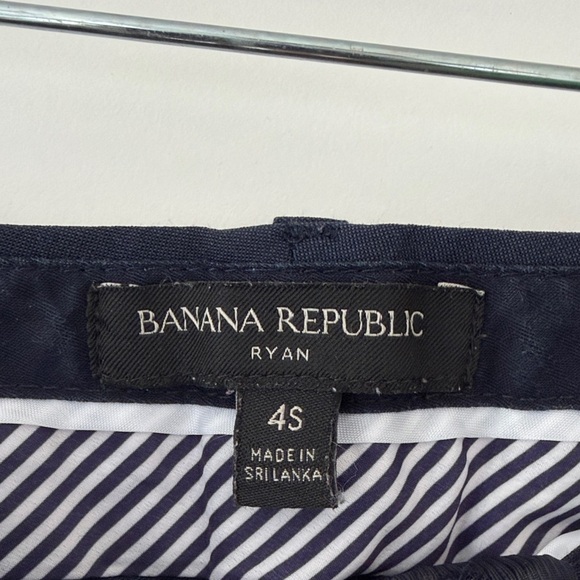 BANANA REPUBLIC
RYAN
4S
MADE IN
SRI LANKA